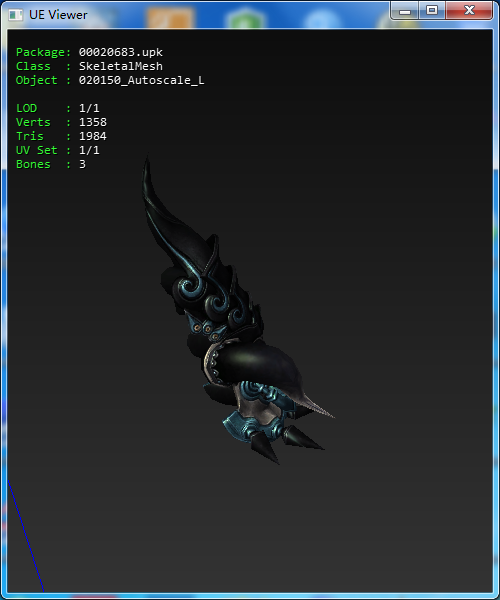 UE Viewer
Package: 00020683.upk
Class : SkeletalMesh
Object : 020150_Autoscale_L
LOD : 1/1
Verts : 1358
Tris : 1984
UV Set : 1/1
Bones : 3